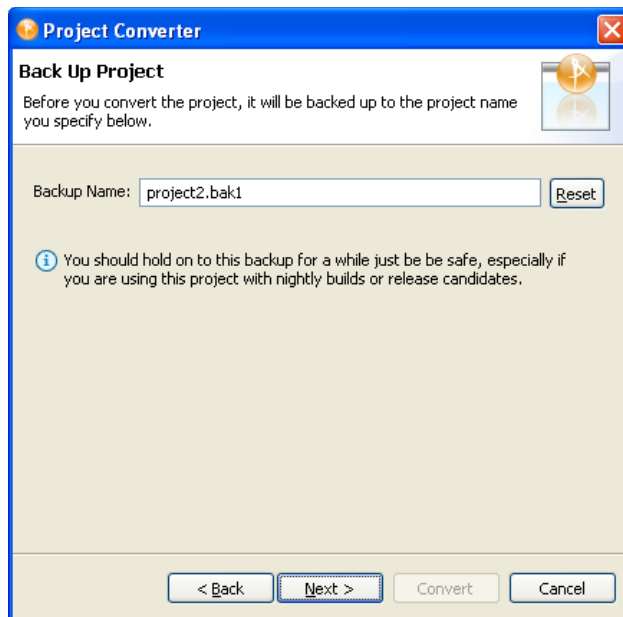 Project Converter
Back Up Project
Before you convert the project, it will be backed up to the project name
you specify below.
Backup Name: project2.bak1 Reset
You should hold on to this backup for a while just be be safe, especially if
you are using this project with nightly builds or release candidates.
< Back Next > Convert Cancel